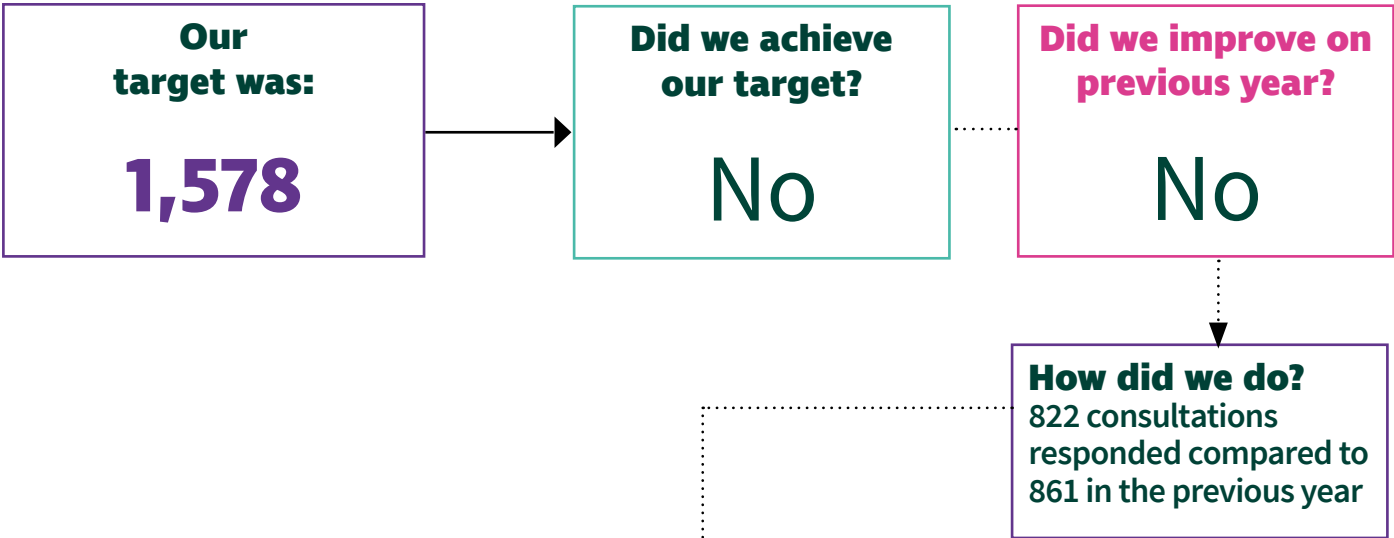 Our
target was:
1,578
Did we achieve
our target?
No
Did we improve on
previous year?
No
How did we do?
822 consultations
responded compared to
861 in the previous year